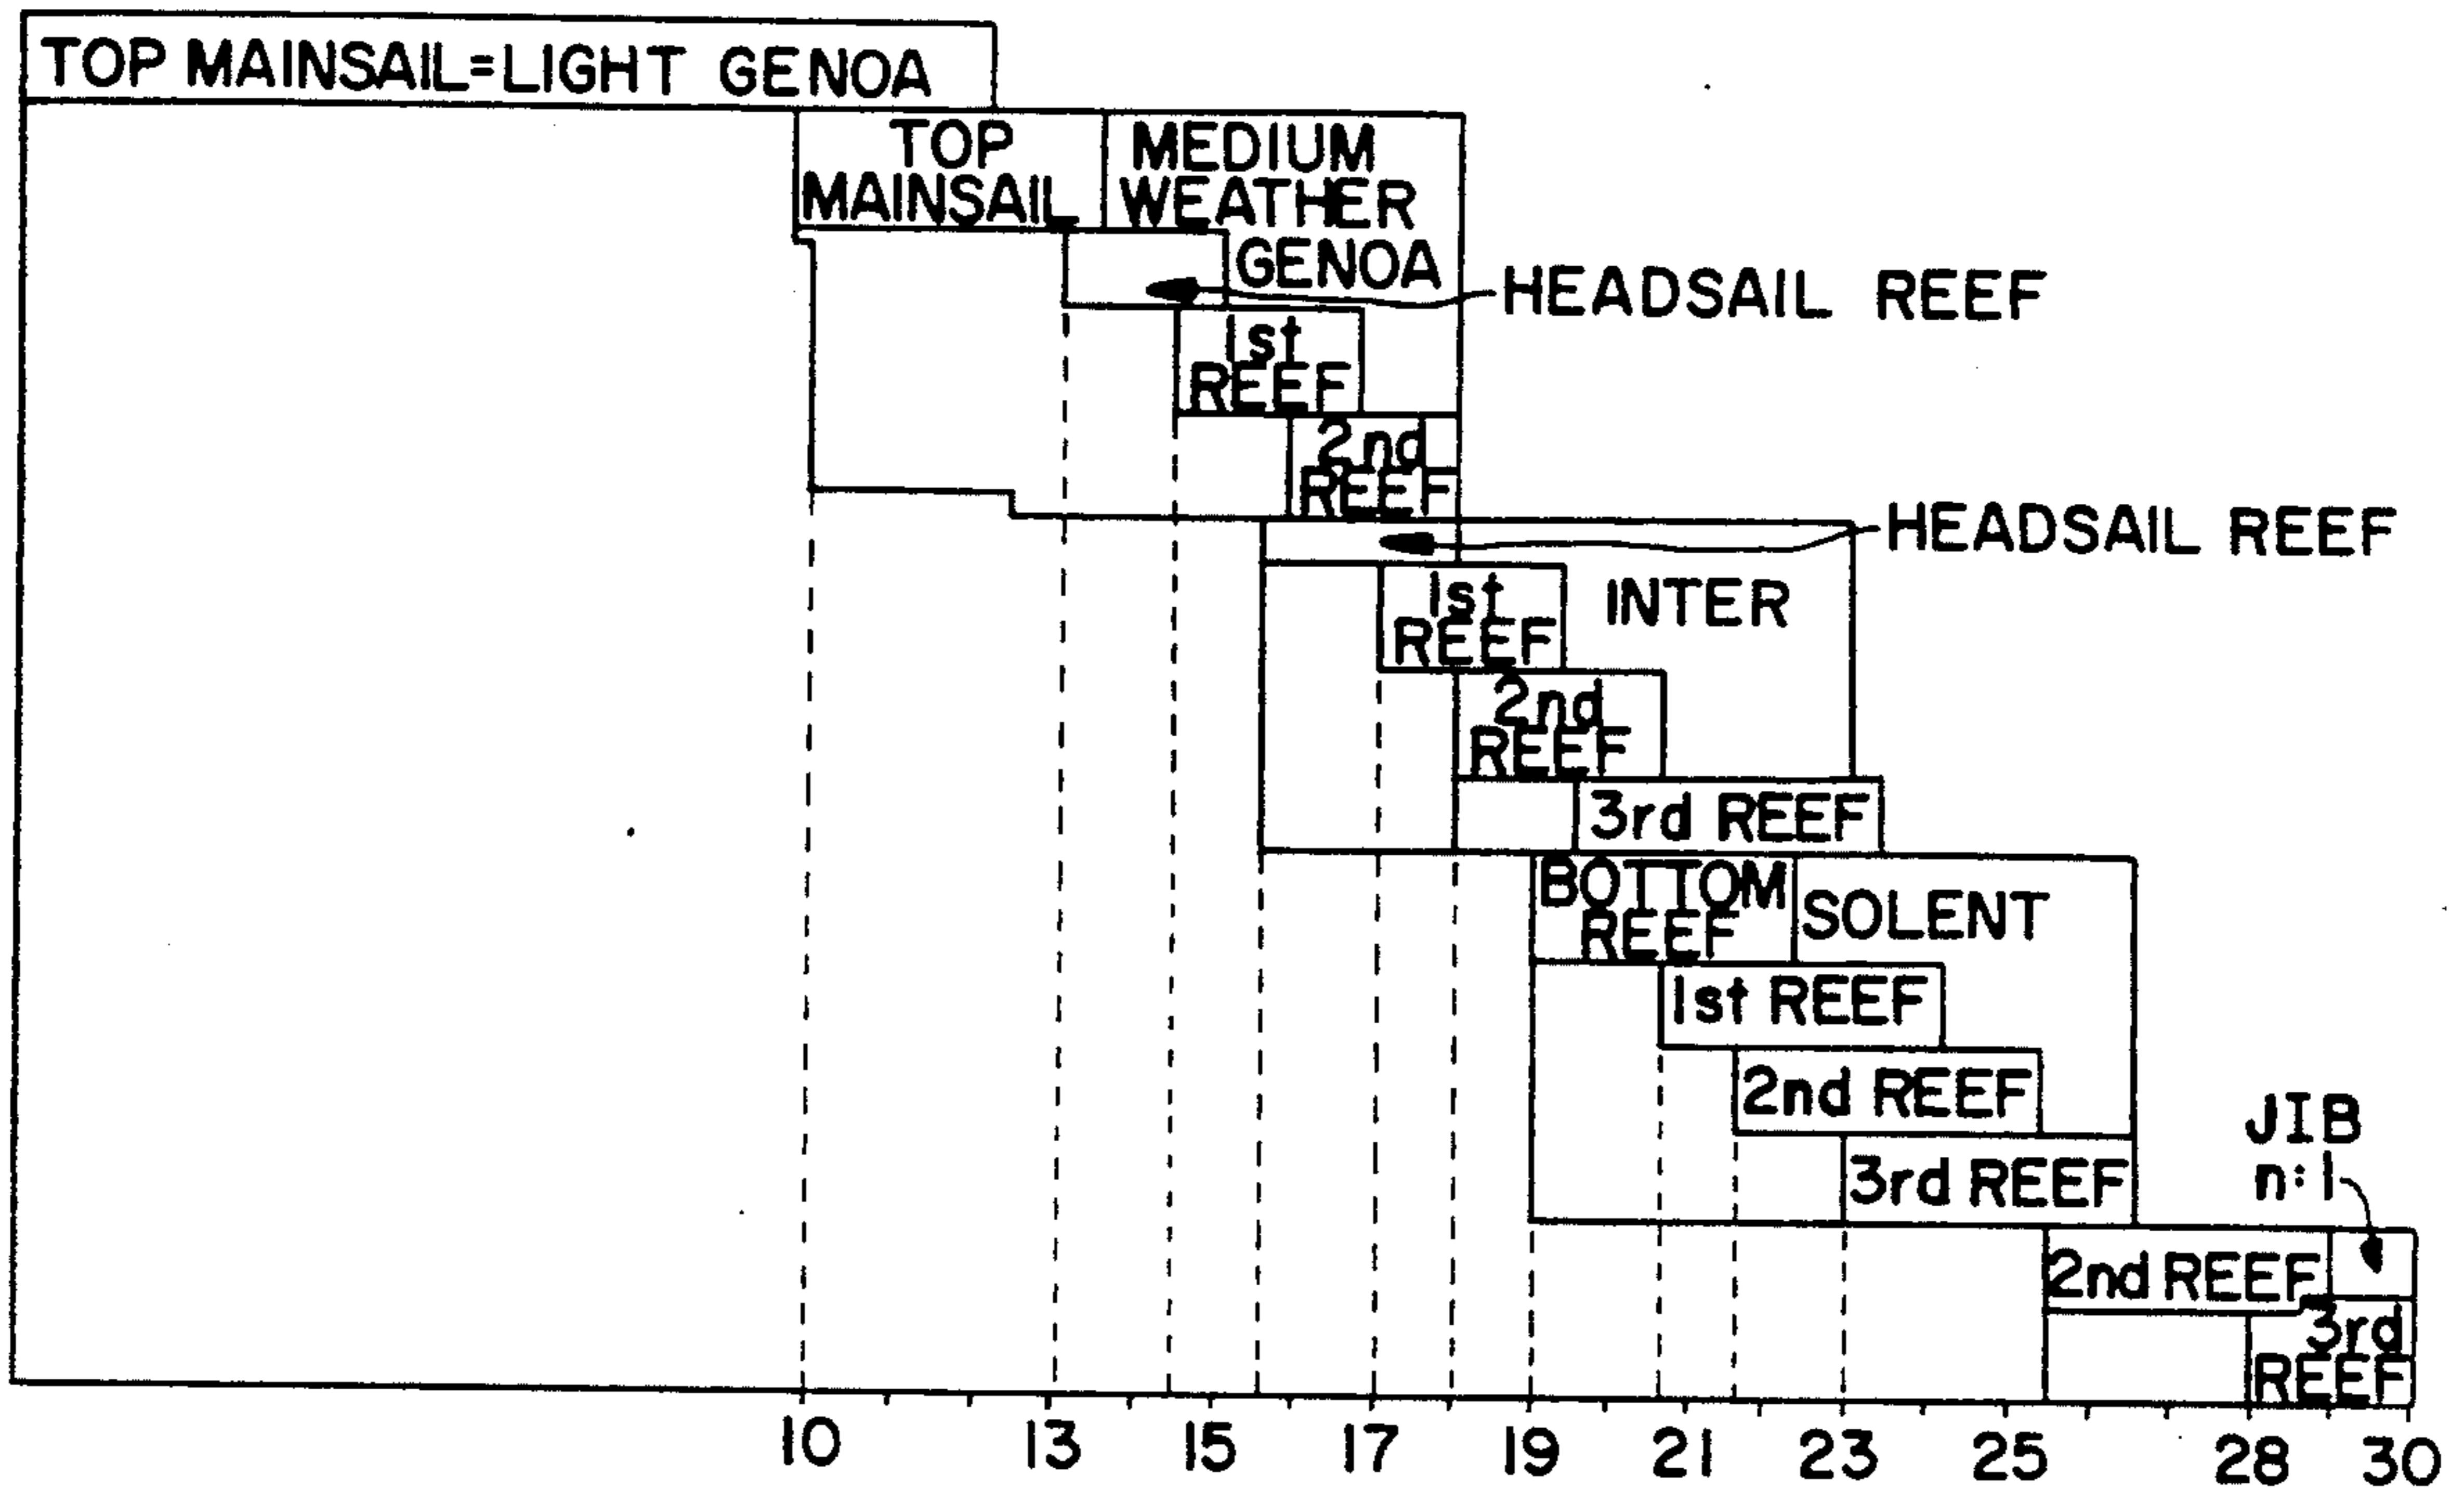 TOP MAINSAIL=LIGHT GENOA
TOP
MAINSAIL
MEDIUM
WEATHER
GENOA
HEADSAIL REEF
1st
REEF
2nd
REEF
HEADSAIL REEF
1st
REEF
INTER
2nd
REEF
3rd REEF
BOTTOM
REEF
SOLENT
1st REEF
2nd REEF
3rd REEF
JIB
n:1
2nd REEF
3rd
REEF
10 13 15 17 19 21 23 25 28 30